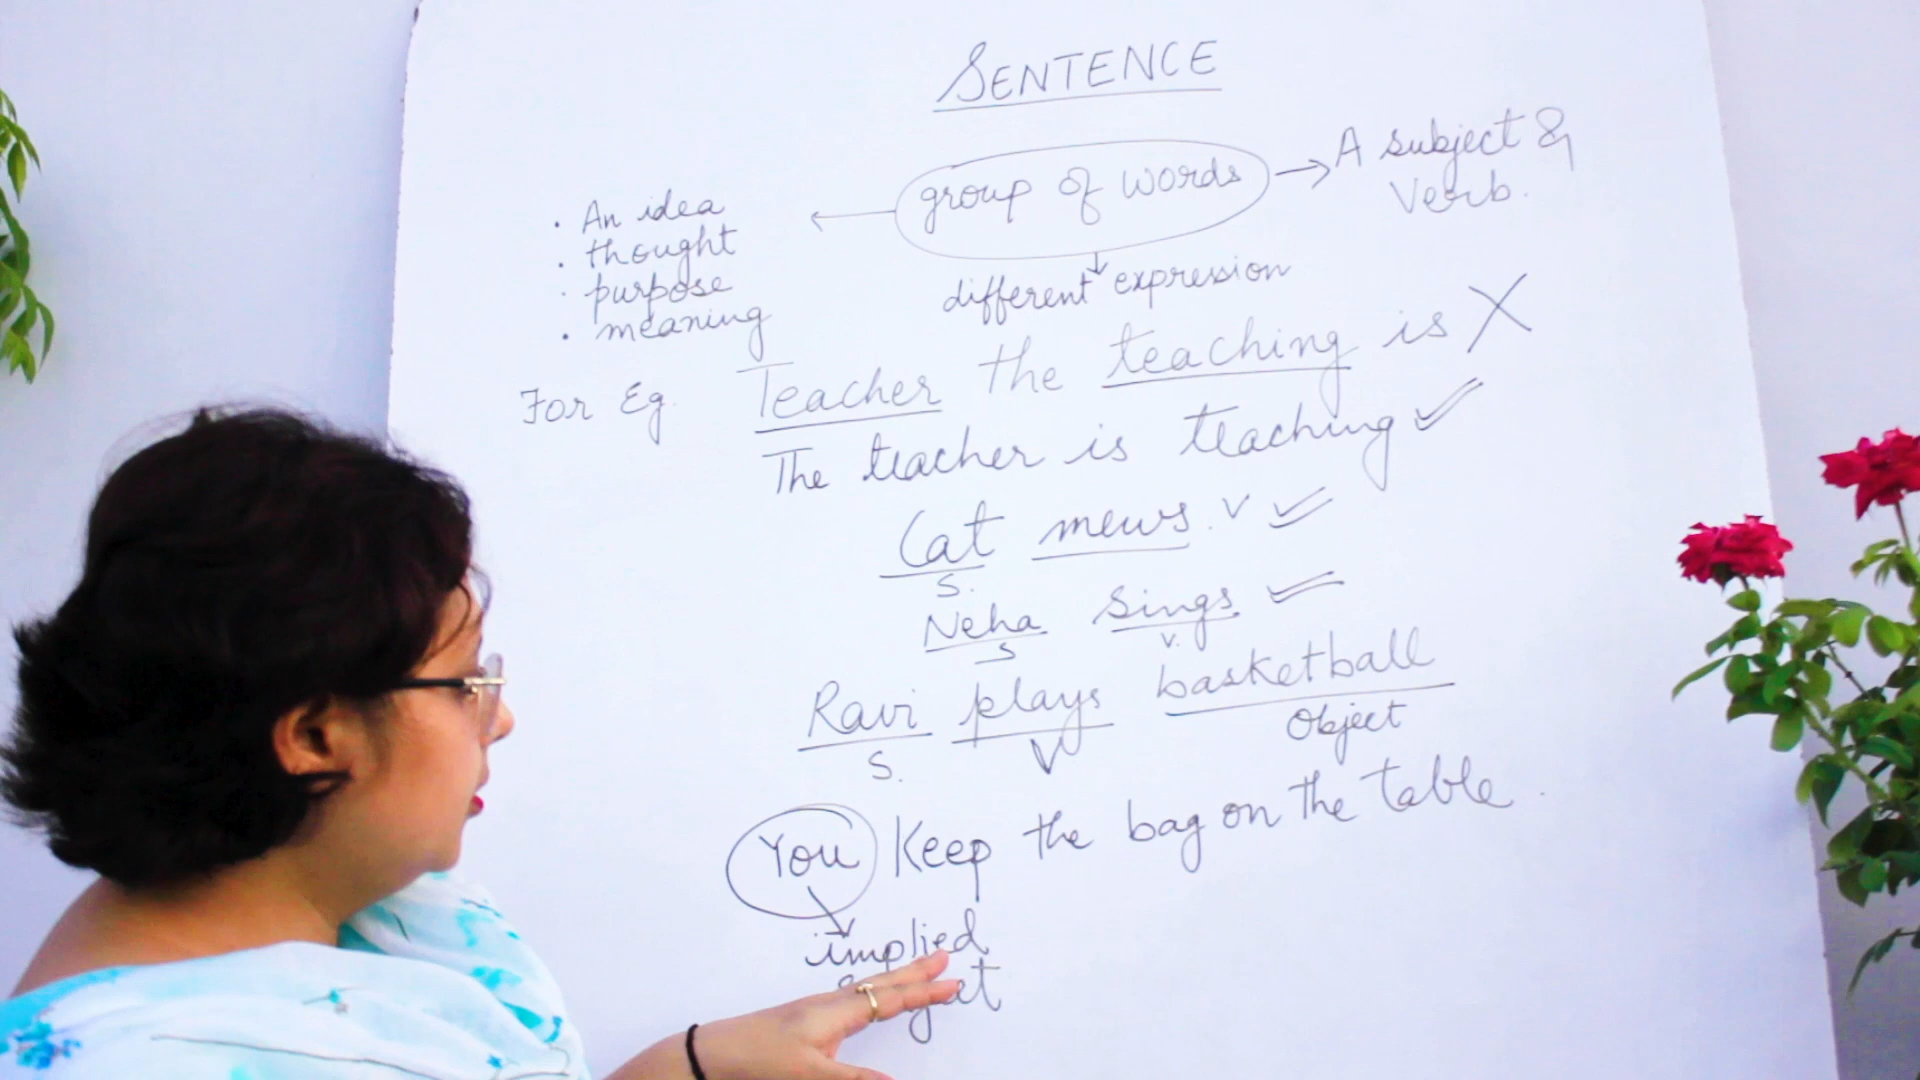 SENTENCE
group of words → A subject &
Verb.
. An idea
. thought
. purpose
. meaning
different expression
For Eg. Teacher the teaching is X
The teacher is teaching ✓
Cat mews. V ✓
S.
Neha sings ✓
S V.
Ravi plays basketball
S. V Object
You Keep the bag on the table.
implied